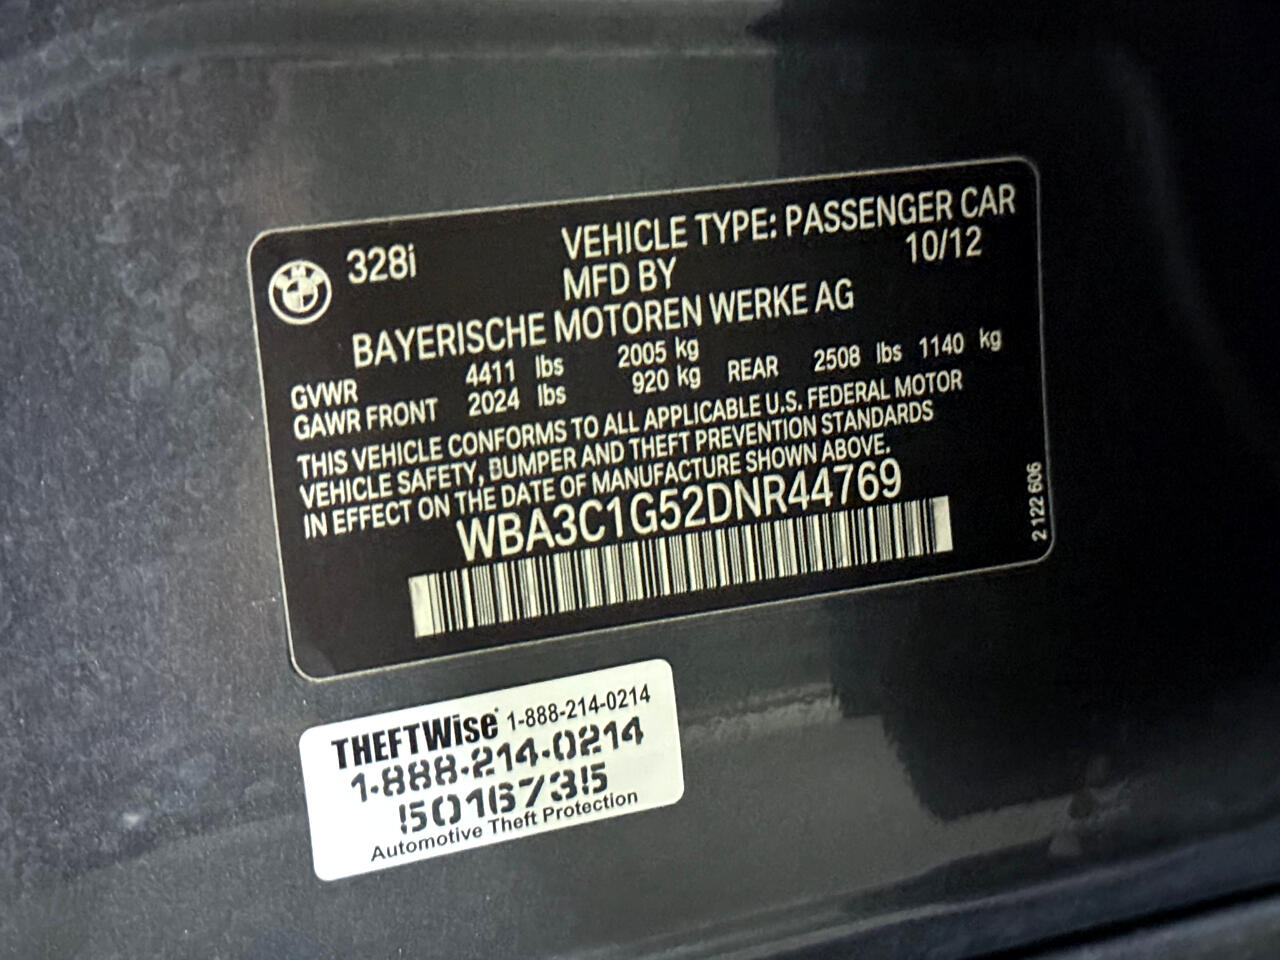 328i VEHICLE TYPE: PASSENGER CAR
MFD BY 10/12
BAYERISCHE MOTOREN WERKE AG
GVWR 4411 lbs 2005 kg
GAWR FRONT 2024 lbs 920 kg REAR 2508 lbs 1140 kg
THIS VEHICLE CONFORMS TO ALL APPLICABLE U.S. FEDERAL MOTOR
VEHICLE SAFETY, BUMPER AND THEFT PREVENTION STANDARDS
IN EFFECT ON THE DATE OF MANUFACTURE SHOWN ABOVE.
WBA3C1G52DNR44769
2 122 606
THEFTWise 1-888-214-0214
1-888-214-0214
5016735
Automotive Theft Protection